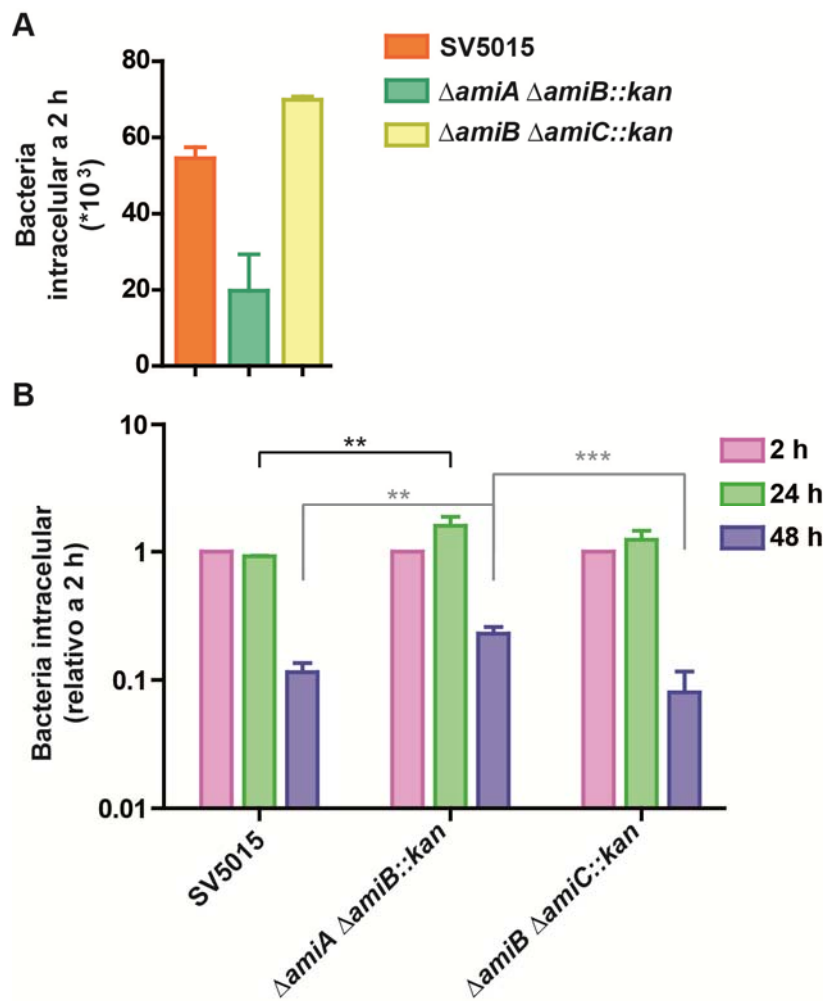 A
SV5015
ΔamiA ΔamiB::kan
ΔamiB ΔamiC::kan
Bacteria
intracelular a 2 h
(*10³)
80
60
40
20
0
B
Bacteria intracelular
(relativo a 2 h)
10
1
0.1
0.01
**
**
***
2 h
24 h
48 h
SV5015
ΔamiA ΔamiB::kan
ΔamiB ΔamiC::kan